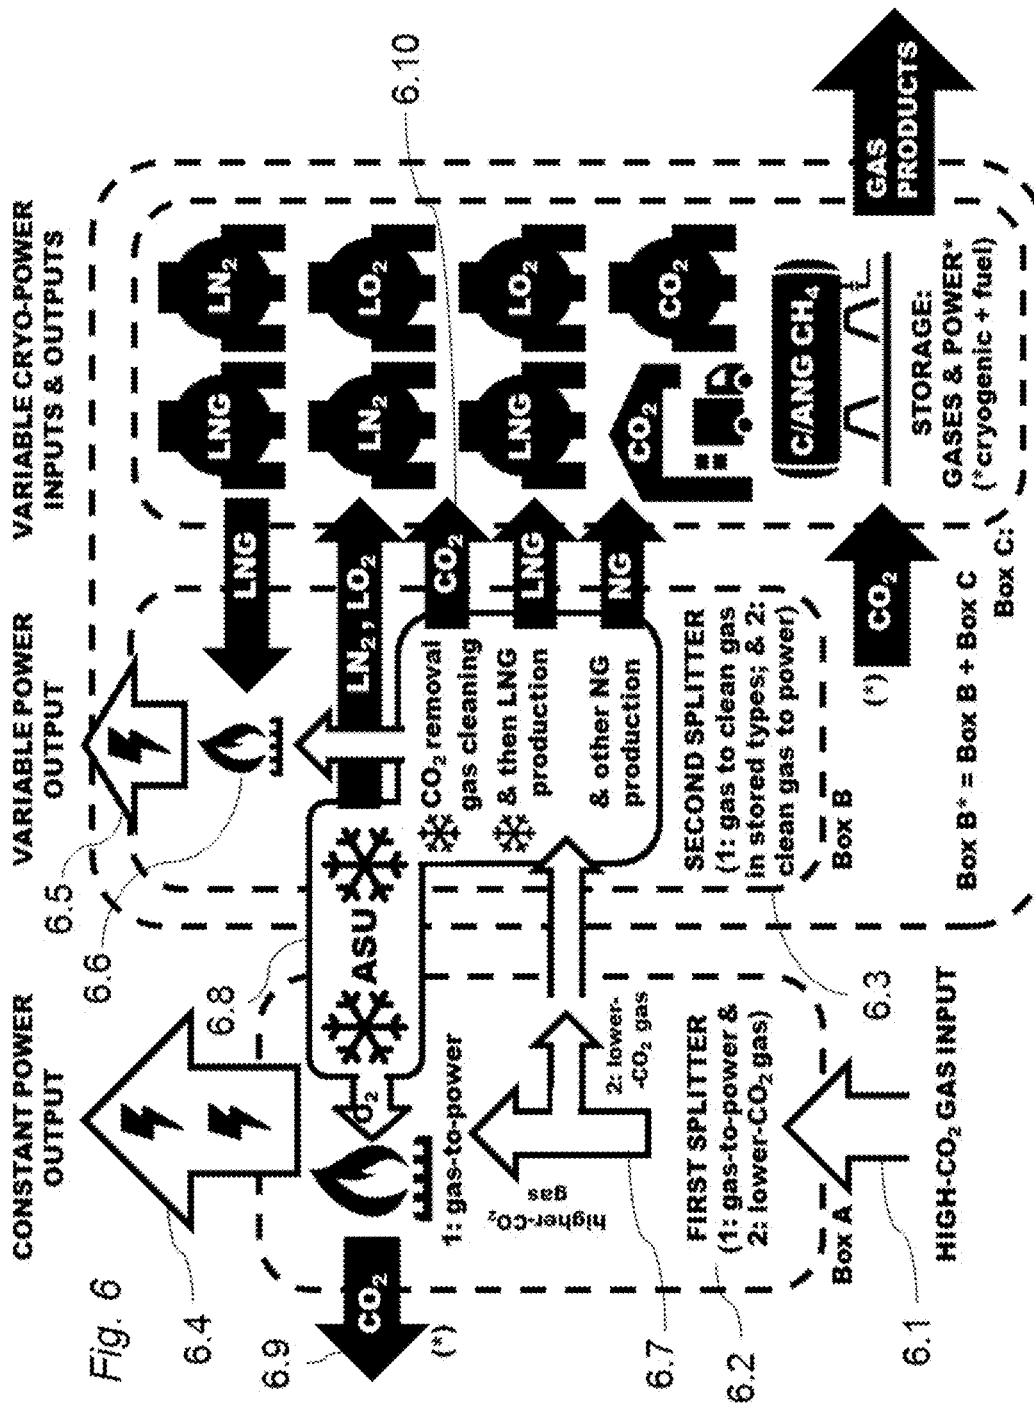 Fig. 6
CONSTANT POWER
OUTPUT
VARIABLE POWER
OUTPUT
VARIABLE CRYO-POWER
INPUTS & OUTPUTS
6.4
6.5
6.6
6.8
6.9
6.10
CO₂
(*)
O₂
ASU
LNG
LN₂, LO₂
CO₂
LNG
NG
LNG
LN₂
LN₂
LO₂
LNG
LO₂
CO₂
CO₂
C/ANG CH₄
1: gas-to-power
higher-CO₂
gas
2: lower-
-CO₂ gas
CO₂ removal
gas cleaning
& then LNG
production
& other NG
production
6.7
6.2
FIRST SPLITTER
(1: gas-to-power &
2: lower-CO₂ gas)
Box A
SECOND SPLITTER
(1: gas to clean gas
in stored types; & 2:
clean gas to power)
Box B
STORAGE:
GASES & POWER*
(*cryogenic + fuel)
GAS
PRODUCTS
6.1
HIGH-CO₂ GAS INPUT
6.3
(*)
CO₂
Box B* = Box B + Box C
Box C: